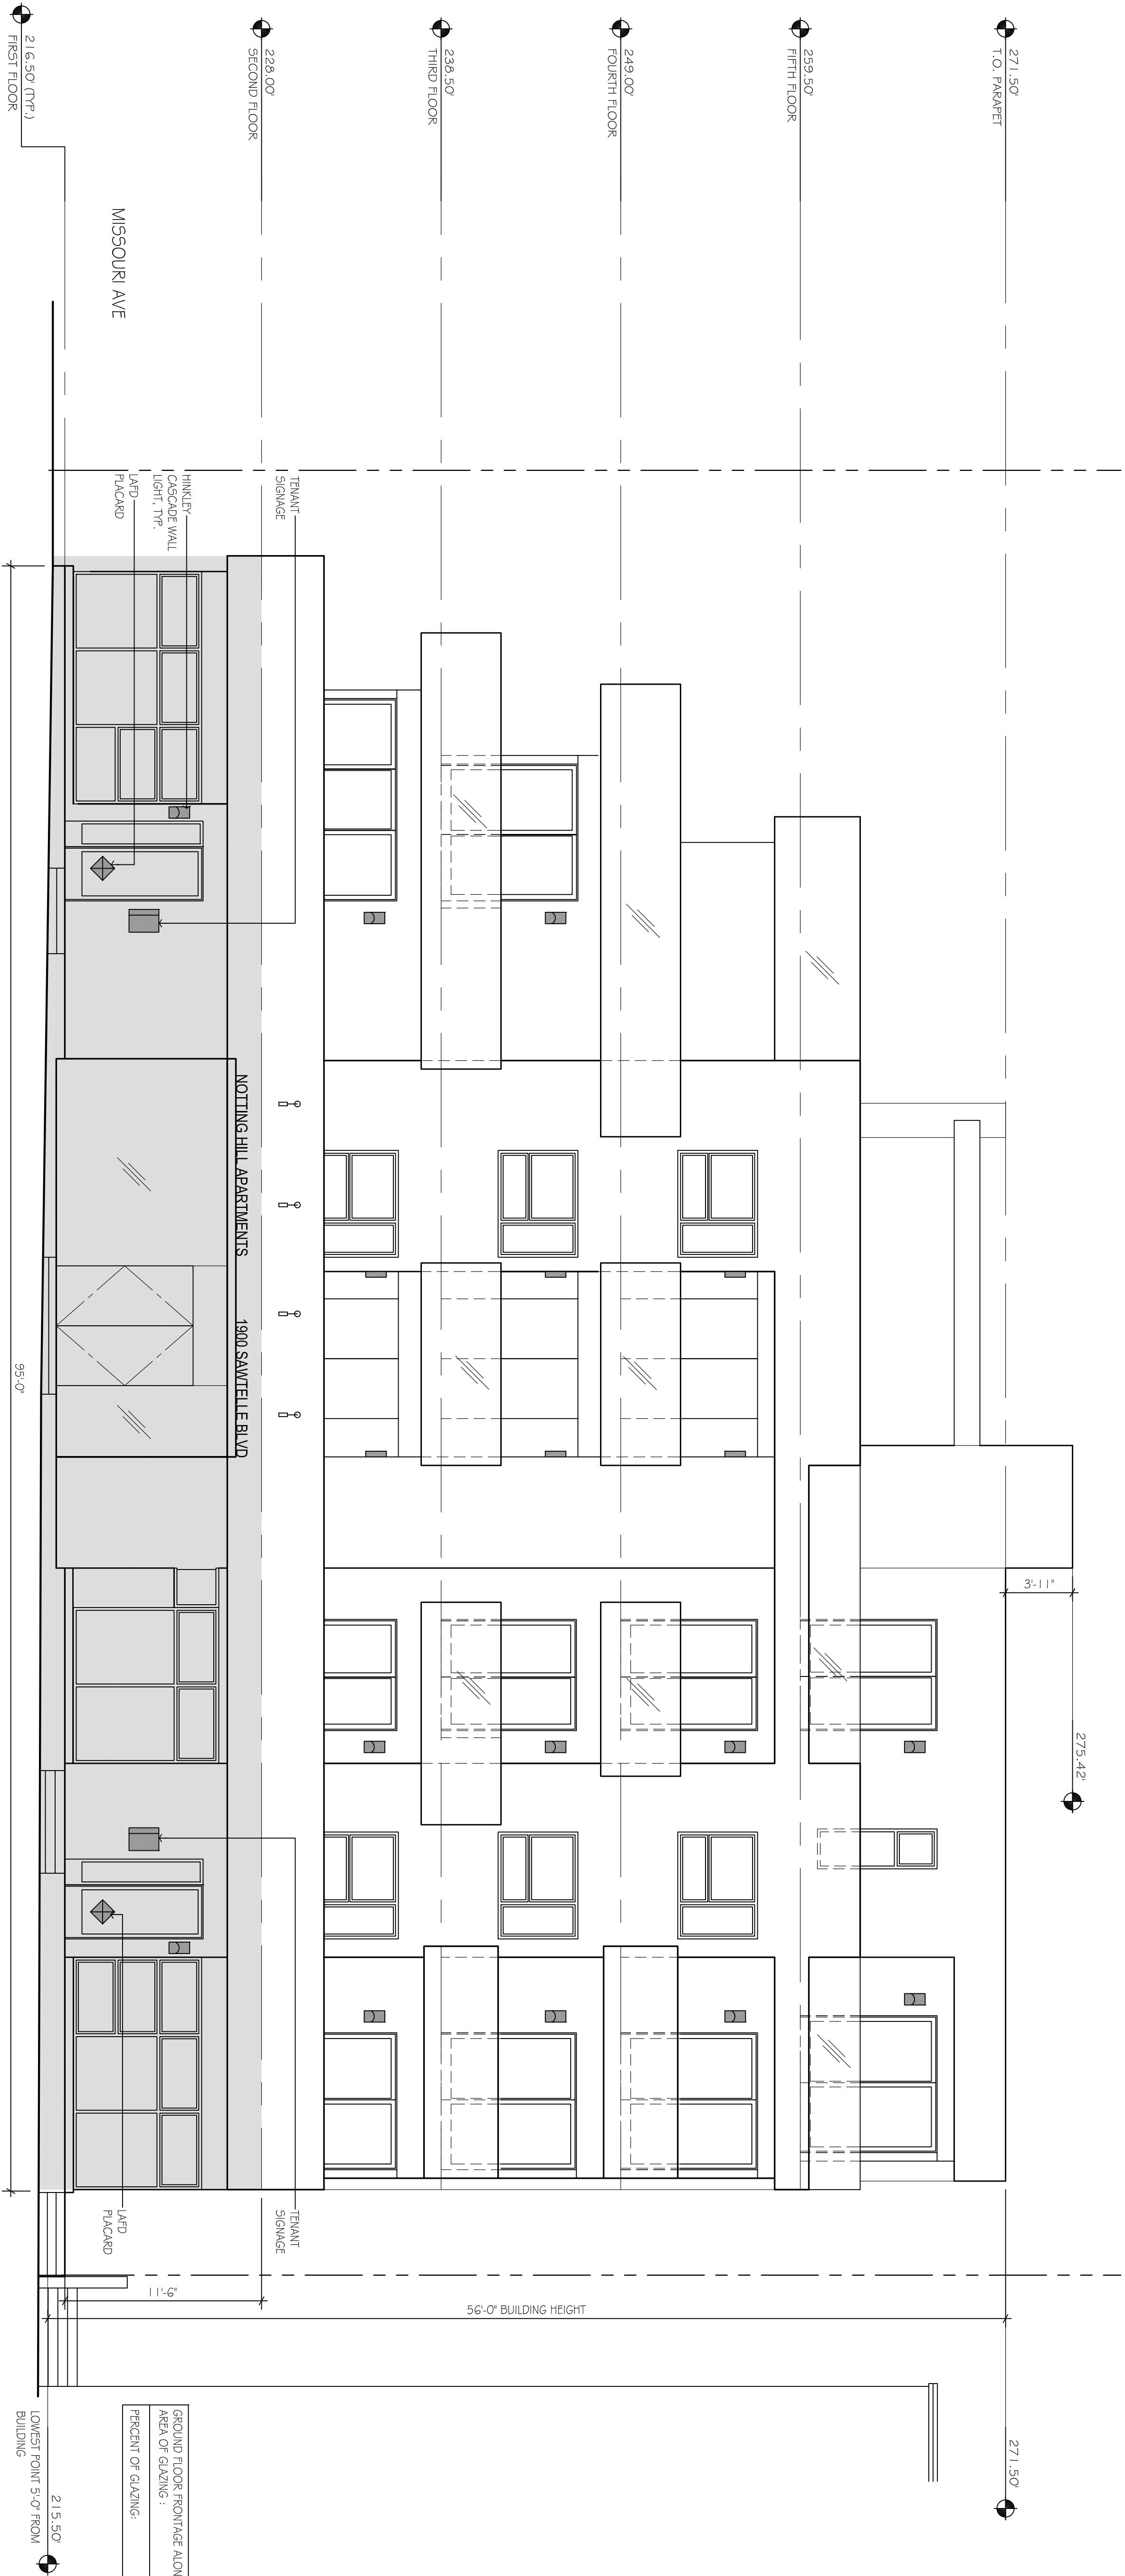 271.50'
T.O. PARAPET
259.50'
FIFTH FLOOR
249.00'
FOURTH FLOOR
238.50'
THIRD FLOOR
228.00'
SECOND FLOOR
216.50' (TYP.)
FIRST FLOOR
MISSOURI AVE
TENANT
SIGNAGE
HINKLEY
CASCADE WALL
LIGHT, TYP.
LAFD
PLACARD
NOTTING HILL APARTMENTS
1900 SAWTELLE BLVD
95'-0"
3'-11"
275.42'
TENANT
SIGNAGE
LAFD
PLACARD
11'-6"
56'-0" BUILDING HEIGHT
271.50'
215.50'
LOWEST POINT 5'-0" FROM
BUILDING
GROUND FLOOR FRONTAGE ALON
AREA OF GLAZING :
PERCENT OF GLAZING: